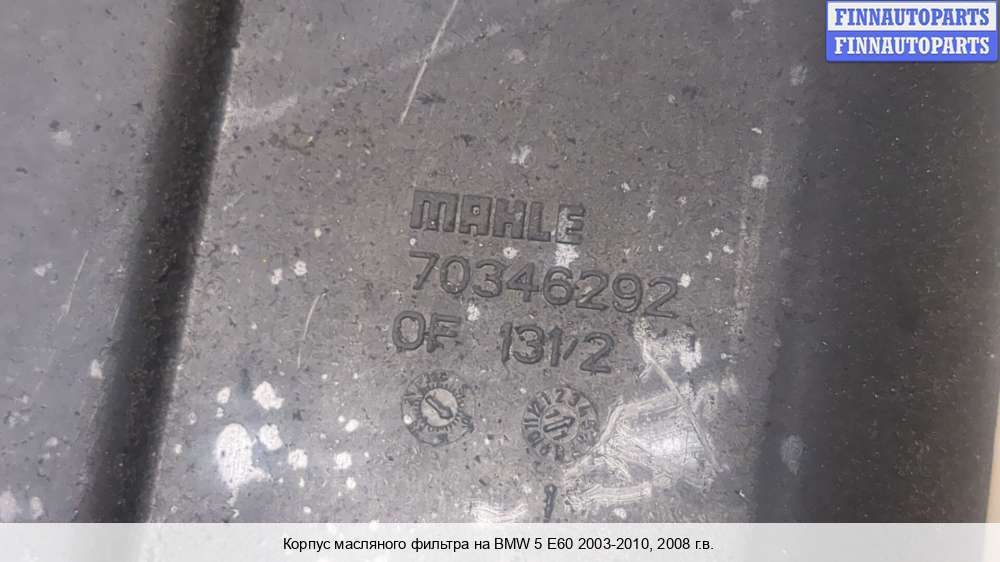 FINNAUTOPARTS
FINNAUTOPARTS
MAHLE
70346292
OF 131/2
Корпус масляного фильтра на BMW 5 E60 2003-2010, 2008 г.в.